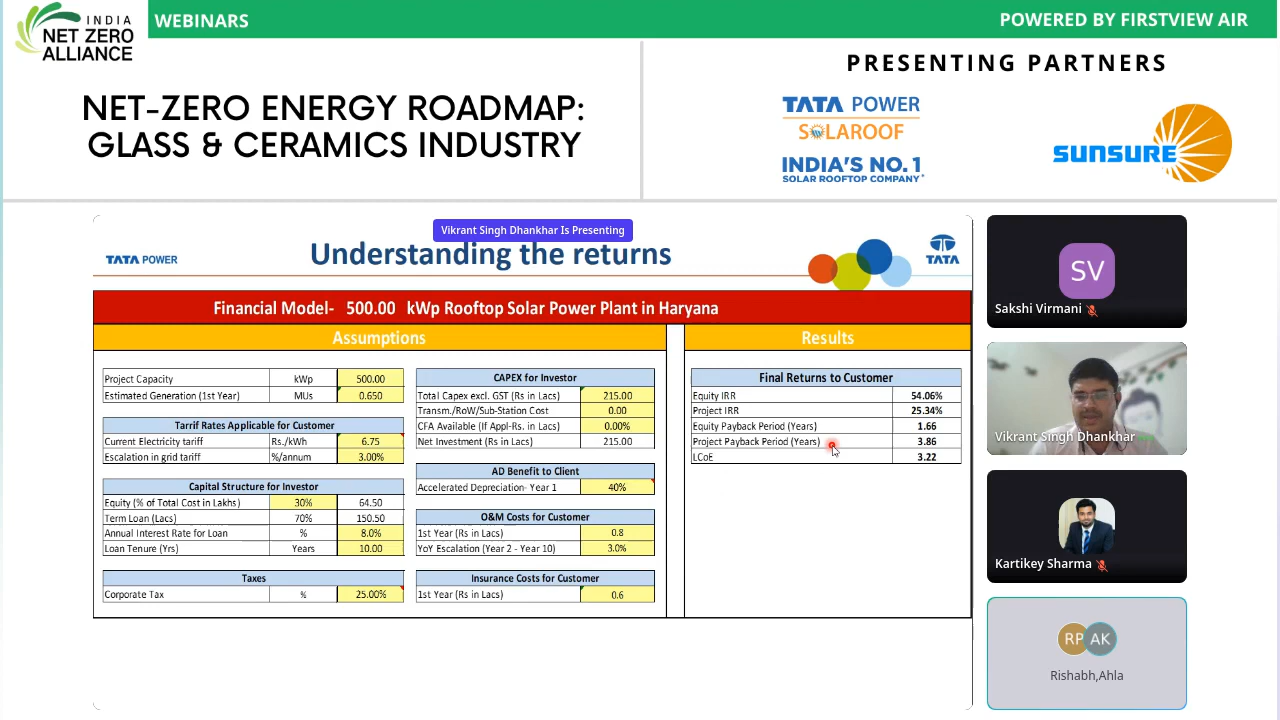 INDIA
NET ZERO
ALLIANCE
WEBINARS
POWERED BY FIRSTVIEW AIR
NET-ZERO ENERGY ROADMAP:
GLASS & CERAMICS INDUSTRY
PRESENTING PARTNERS
TATA POWER
SOLAROOF
INDIA'S NO. 1
SOLAR ROOFTOP COMPANY*
SUNSURE
Vikrant Singh Dhankhar Is Presenting
TATA POWER
Understanding the returns
TATA
Financial Model- 500.00 kWp Rooftop Solar Power Plant in Haryana
Assumptions
Results
Project Capacity kWp 500.00
Estimated Generation (1st Year) MUs 0.650
Tarrif Rates Applicable for Customer
Current Electricity tariff Rs./kWh 6.75
Escalation in grid tariff %/annum 3.00%
Capital Structure for Investor
Equity (% of Total Cost in Lakhs) 30% 64.50
Term Loan (Lacs) 70% 150.50
Annual Interest Rate for Loan % 8.0%
Loan Tenure (Yrs) Years 10.00
Taxes
Corporate Tax % 25.00%
CAPEX for Investor
Total Capex excl. GST (Rs in Lacs) 215.00
Transm./RoW/Sub-Station Cost 0.00
CFA Available (If Appl-Rs. in Lacs) 0.00%
Net Investment (Rs in Lacs) 215.00
AD Benefit to Client
Accelerated Depreciation- Year 1 40%
O&M Costs for Customer
1st Year (Rs in Lacs) 0.8
YoY Escalation (Year 2 - Year 10) 3.0%
Insurance Costs for Customer
1st Year (Rs in Lacs) 0.6
Final Returns to Customer
Equity IRR 54.06%
Project IRR 25.34%
Equity Payback Period (Years) 1.66
Project Payback Period (Years) 3.86
LCoE 3.22
SV
Sakshi Virmani
Vikrant Singh Dhankhar
Kartikey Sharma
RP AK
Rishabh,Ahla